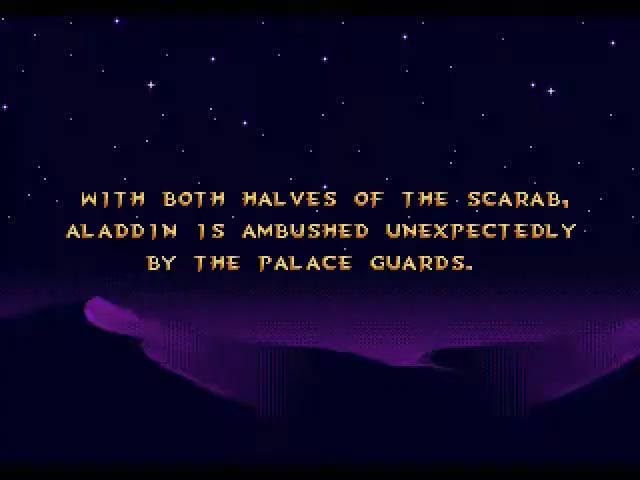 WITH BOTH HALVES OF THE SCARAB,
ALADDIN IS AMBUSHED UNEXPECTEDLY
BY THE PALACE GUARDS.